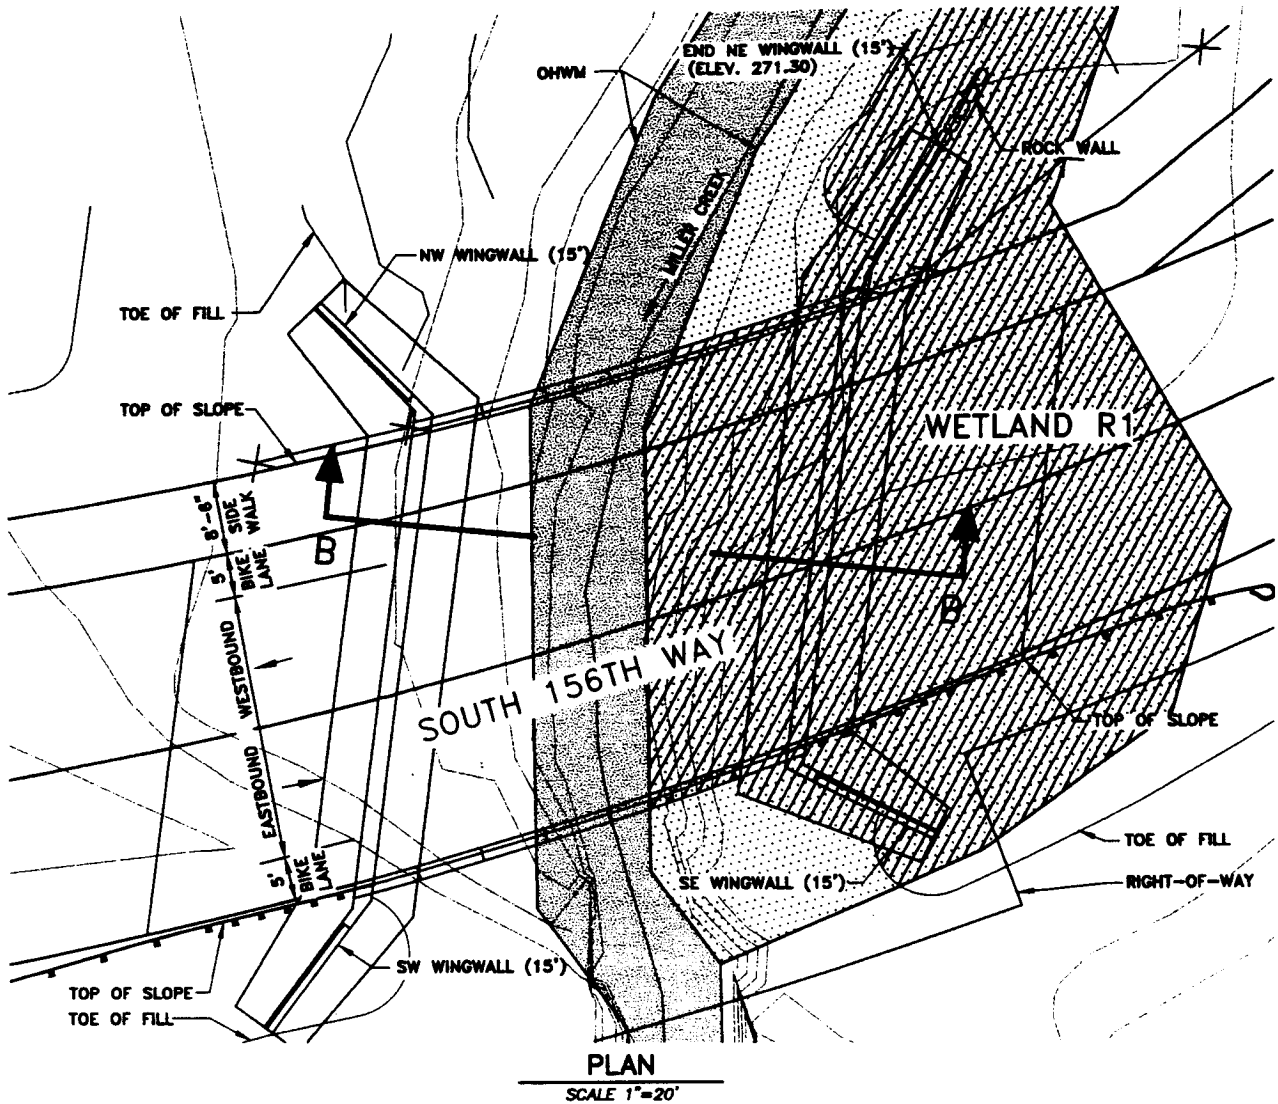 END NE WINGWALL (15')
(ELEV. 271.30)
OHWM
ROCK WALL
MILLER CREEK
NW WINGWALL (15')
TOE OF FILL
TOP OF SLOPE
WETLAND R1
8'-6"
SIDE
WALK
5'
BIKE
LANE
B
B
WESTBOUND
SOUTH 156TH WAY
EASTBOUND
TOP OF SLOPE
5'
BIKE
LANE
TOE OF FILL
SE WINGWALL (15')
RIGHT-OF-WAY
SW WINGWALL (15')
TOP OF SLOPE
TOE OF FILL
PLAN
SCALE 1"=20'